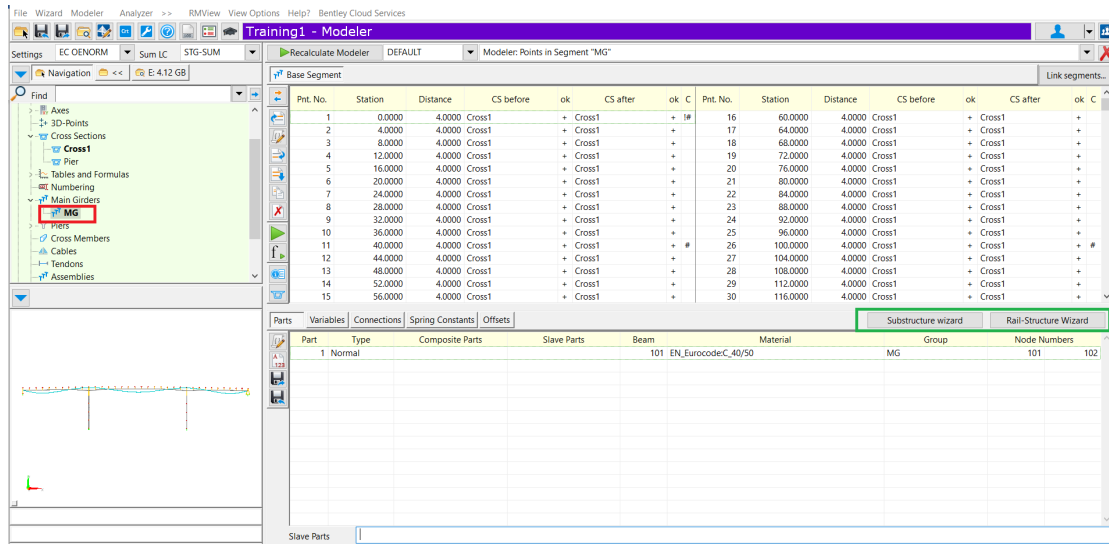 File Wizard Modeler Analyzer >> RMView View Options Help? Bentley Cloud Services
Training1 - Modeler
Settings EC OENORM Sum LC STG-SUM Recalculate Modeler DEFAULT Modeler: Points in Segment "MG"
Navigation << E: 4.12 GB Base Segment Link segments...
Find
Axes
3D-Points
Cross Sections
Cross1
Pier
Tables and Formulas
Numbering
Main Girders
MG
Piers
Cross Members
Cables
Tendons
Assemblies
Pnt. No. Station Distance CS before ok CS after ok C Pnt. No. Station Distance CS before ok CS after ok C
1 0.0000 4.0000 Cross1 + Cross1 + !# 16 60.0000 4.0000 Cross1 + Cross1 +
2 4.0000 4.0000 Cross1 + Cross1 + 17 64.0000 4.0000 Cross1 + Cross1 +
3 8.0000 4.0000 Cross1 + Cross1 + 18 68.0000 4.0000 Cross1 + Cross1 +
4 12.0000 4.0000 Cross1 + Cross1 + 19 72.0000 4.0000 Cross1 + Cross1 +
5 16.0000 4.0000 Cross1 + Cross1 + 20 76.0000 4.0000 Cross1 + Cross1 +
6 20.0000 4.0000 Cross1 + Cross1 + 21 80.0000 4.0000 Cross1 + Cross1 +
7 24.0000 4.0000 Cross1 + Cross1 + 22 84.0000 4.0000 Cross1 + Cross1 +
8 28.0000 4.0000 Cross1 + Cross1 + 23 88.0000 4.0000 Cross1 + Cross1 +
9 32.0000 4.0000 Cross1 + Cross1 + 24 92.0000 4.0000 Cross1 + Cross1 +
10 36.0000 4.0000 Cross1 + Cross1 + 25 96.0000 4.0000 Cross1 + Cross1 +
11 40.0000 4.0000 Cross1 + Cross1 + # 26 100.0000 4.0000 Cross1 + Cross1 + #
12 44.0000 4.0000 Cross1 + Cross1 + 27 104.0000 4.0000 Cross1 + Cross1 +
13 48.0000 4.0000 Cross1 + Cross1 + 28 108.0000 4.0000 Cross1 + Cross1 +
14 52.0000 4.0000 Cross1 + Cross1 + 29 112.0000 4.0000 Cross1 + Cross1 +
15 56.0000 4.0000 Cross1 + Cross1 + 30 116.0000 4.0000 Cross1 + Cross1 +
Parts Variables Connections Spring Constants Offsets Substructure wizard Rail-Structure Wizard
Part Type Composite Parts Slave Parts Beam Material Group Node Numbers
1 Normal 101 EN_Eurocode:C_40/50 MG 101 102
Slave Parts